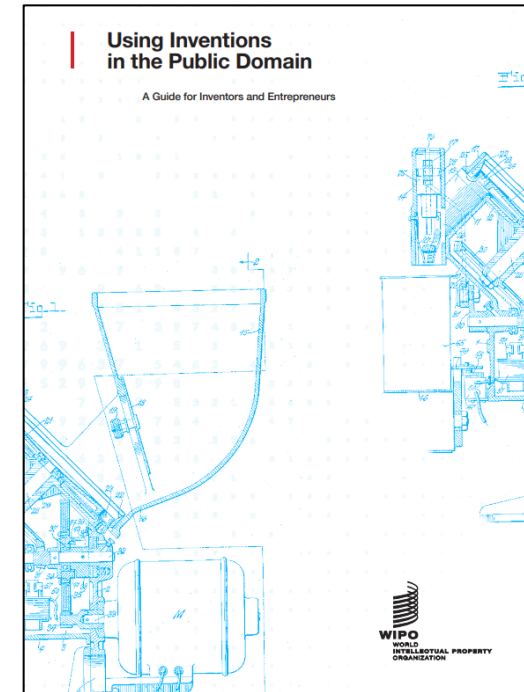 Using Inventions
in the Public Domain
A Guide for Inventors and Entrepreneurs
WIPO
WORLD
INTELLECTUAL PROPERTY
ORGANIZATION